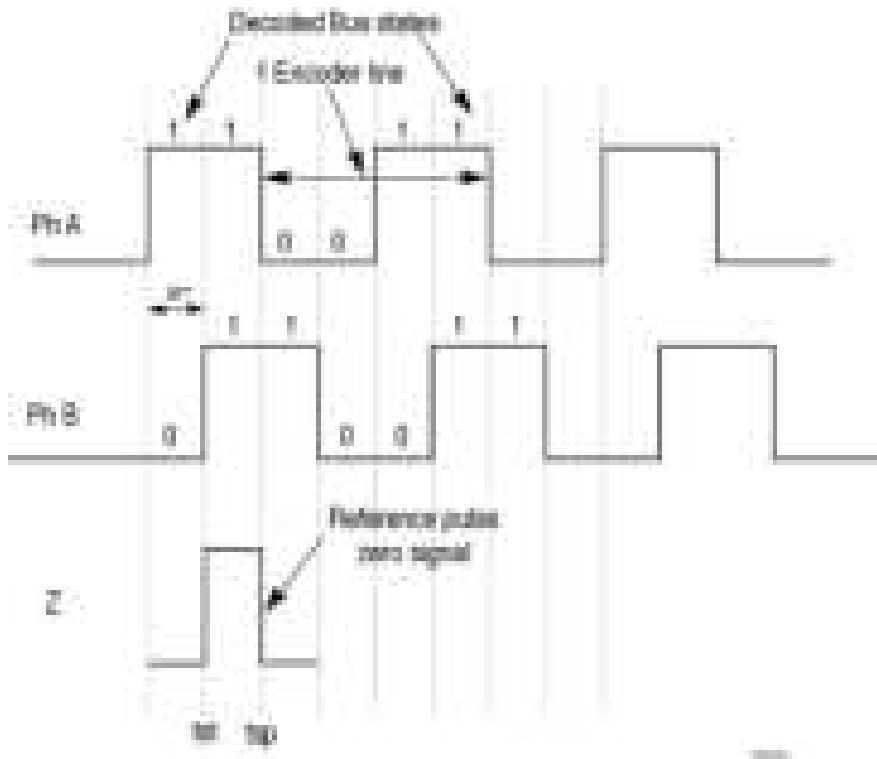 Decoded Bus states
1 Encoder line
1 1 1 1
Ph A
0 0
1 1 1 1
Ph B
0 0 0
Reference pulse
zero signal
Z